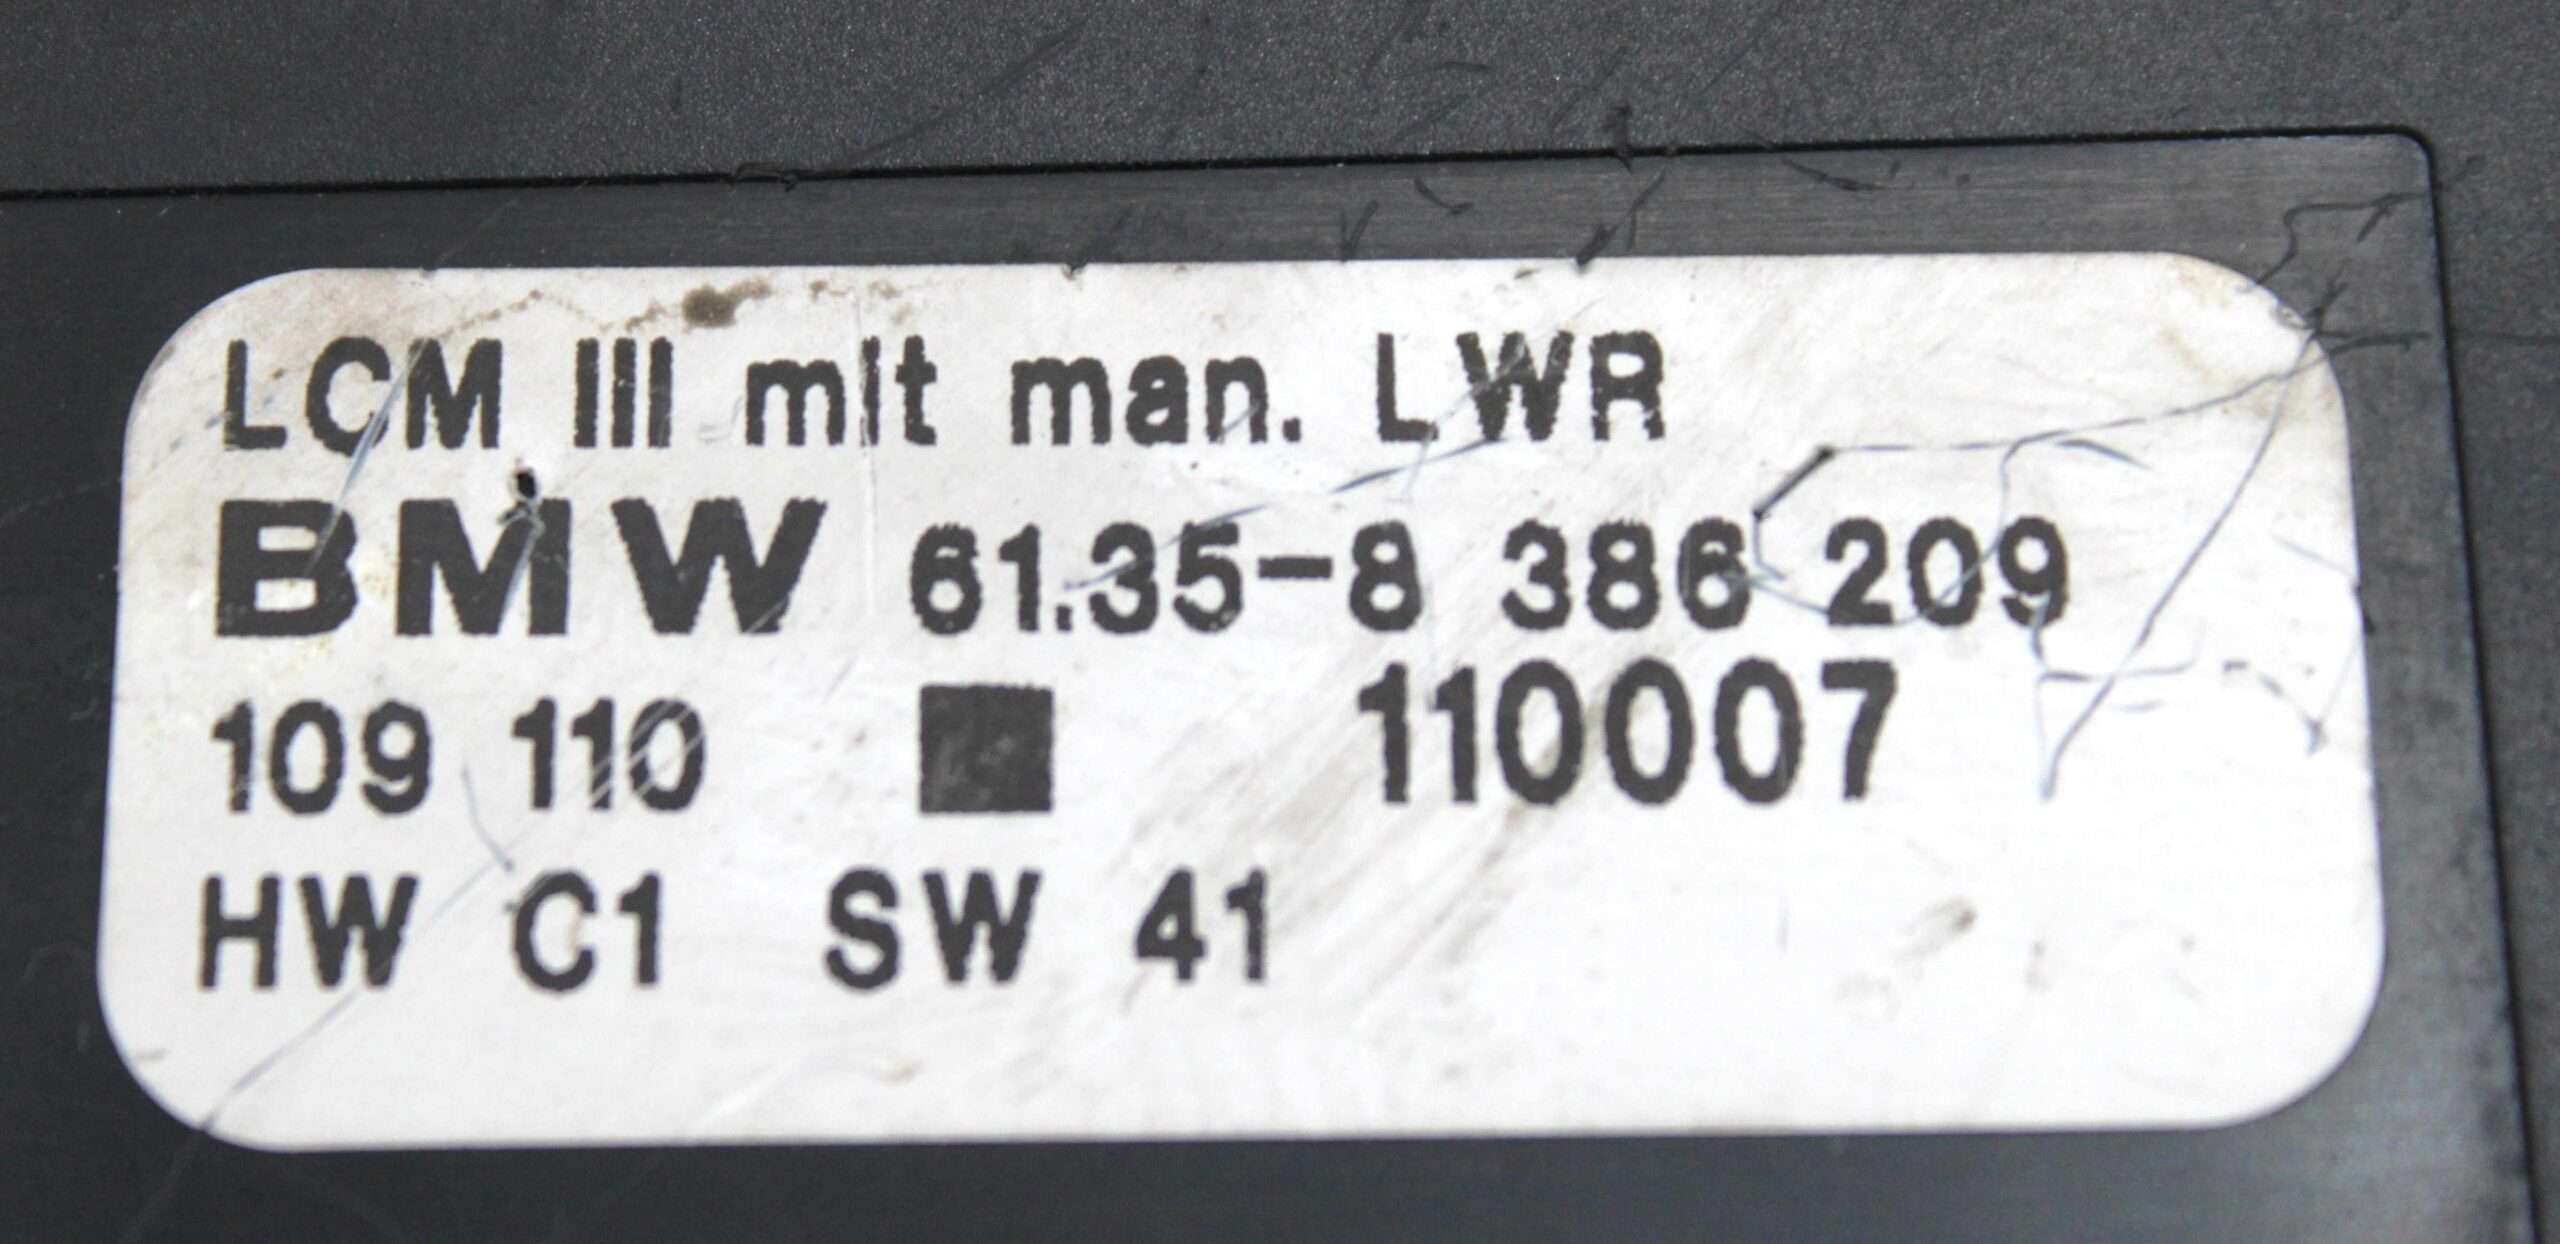 LCM III mit man. LWR
BMW 61.35-8 386 209
109 110 ■ 110007
HW C1 SW 41